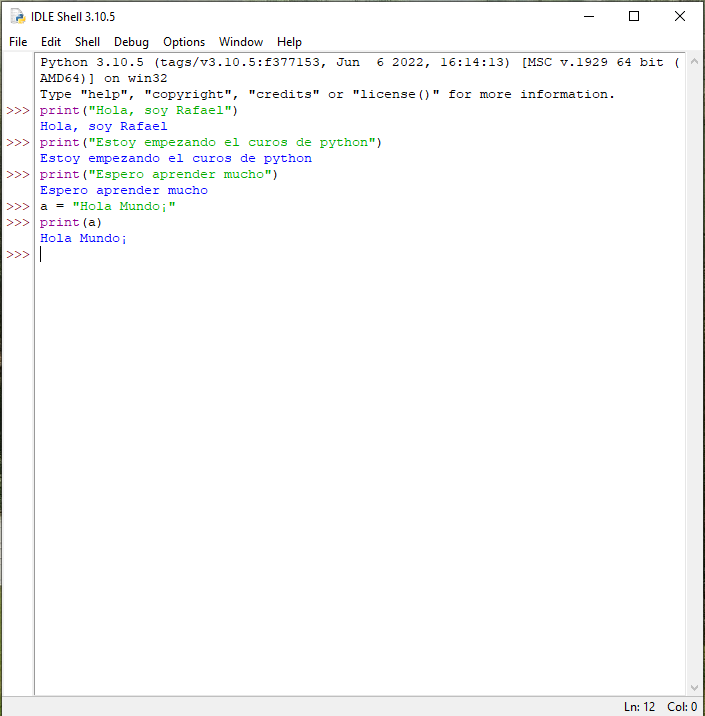 IDLE Shell 3.10.5
File Edit Shell Debug Options Window Help
Python 3.10.5 (tags/v3.10.5:f377153, Jun  6 2022, 16:14:13) [MSC v.1929 64 bit (
AMD64)] on win32
Type "help", "copyright", "credits" or "license()" for more information.
>>> print("Hola, soy Rafael")
Hola, soy Rafael
>>> print("Estoy empezando el curos de python")
Estoy empezando el curos de python
>>> print("Espero aprender mucho")
Espero aprender mucho
>>> a = "Hola Mundo¡"
>>> print(a)
Hola Mundo¡
>>>
Ln: 12 Col: 0